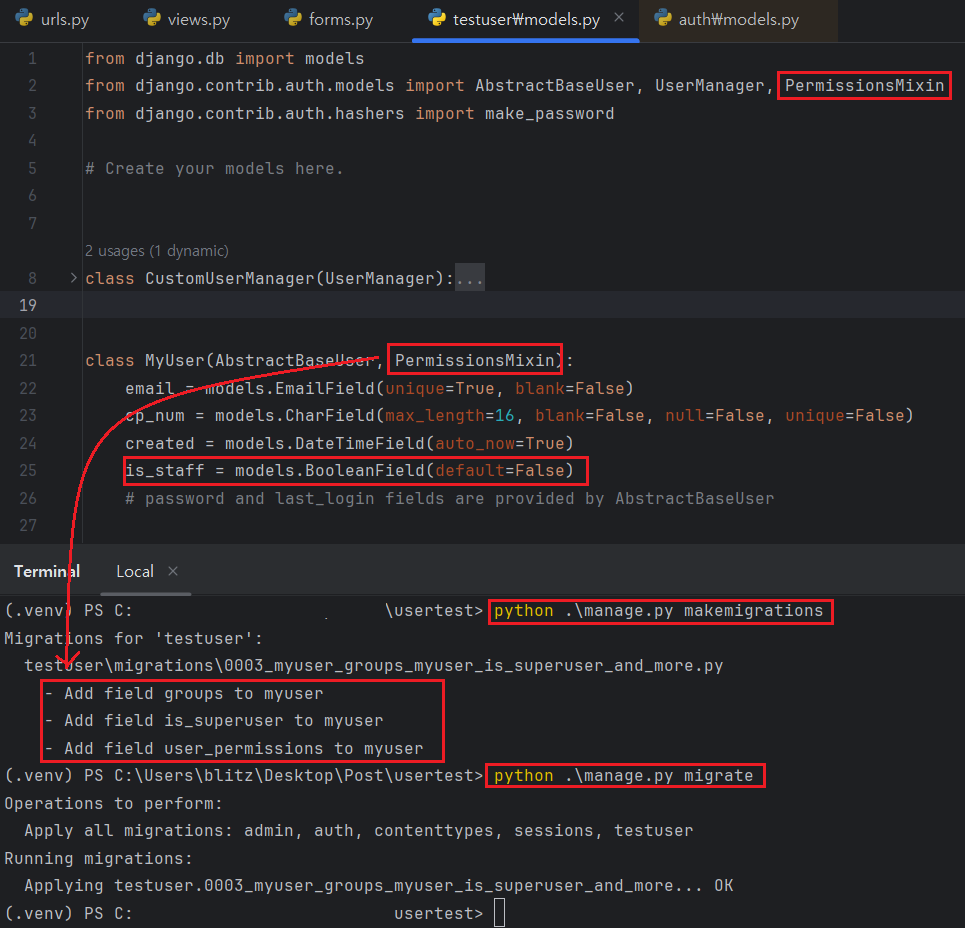 urls.py views.py forms.py testuser₩models.py × auth₩models.py
1 from django.db import models
2 from django.contrib.auth.models import AbstractBaseUser, UserManager, PermissionsMixin
3 from django.contrib.auth.hashers import make_password
4
5 # Create your models here.
6
7
2 usages (1 dynamic)
8 > class CustomUserManager(UserManager):...
19
20
21 class MyUser(AbstractBaseUser, PermissionsMixin):
22 email = models.EmailField(unique=True, blank=False)
23 cp_num = models.CharField(max_length=16, blank=False, null=False, unique=False)
24 created = models.DateTimeField(auto_now=True)
25 is_staff = models.BooleanField(default=False)
26 # password and last_login fields are provided by AbstractBaseUser
27
Terminal Local ×
(.venv) PS C: \usertest> python .\manage.py makemigrations
Migrations for 'testuser':
testuser\migrations\0003_myuser_groups_myuser_is_superuser_and_more.py
- Add field groups to myuser
- Add field is_superuser to myuser
- Add field user_permissions to myuser
(.venv) PS C:\Users\blitz\Desktop\Post\usertest> python .\manage.py migrate
Operations to perform:
Apply all migrations: admin, auth, contenttypes, sessions, testuser
Running migrations:
Applying testuser.0003_myuser_groups_myuser_is_superuser_and_more... OK
(.venv) PS C: usertest>